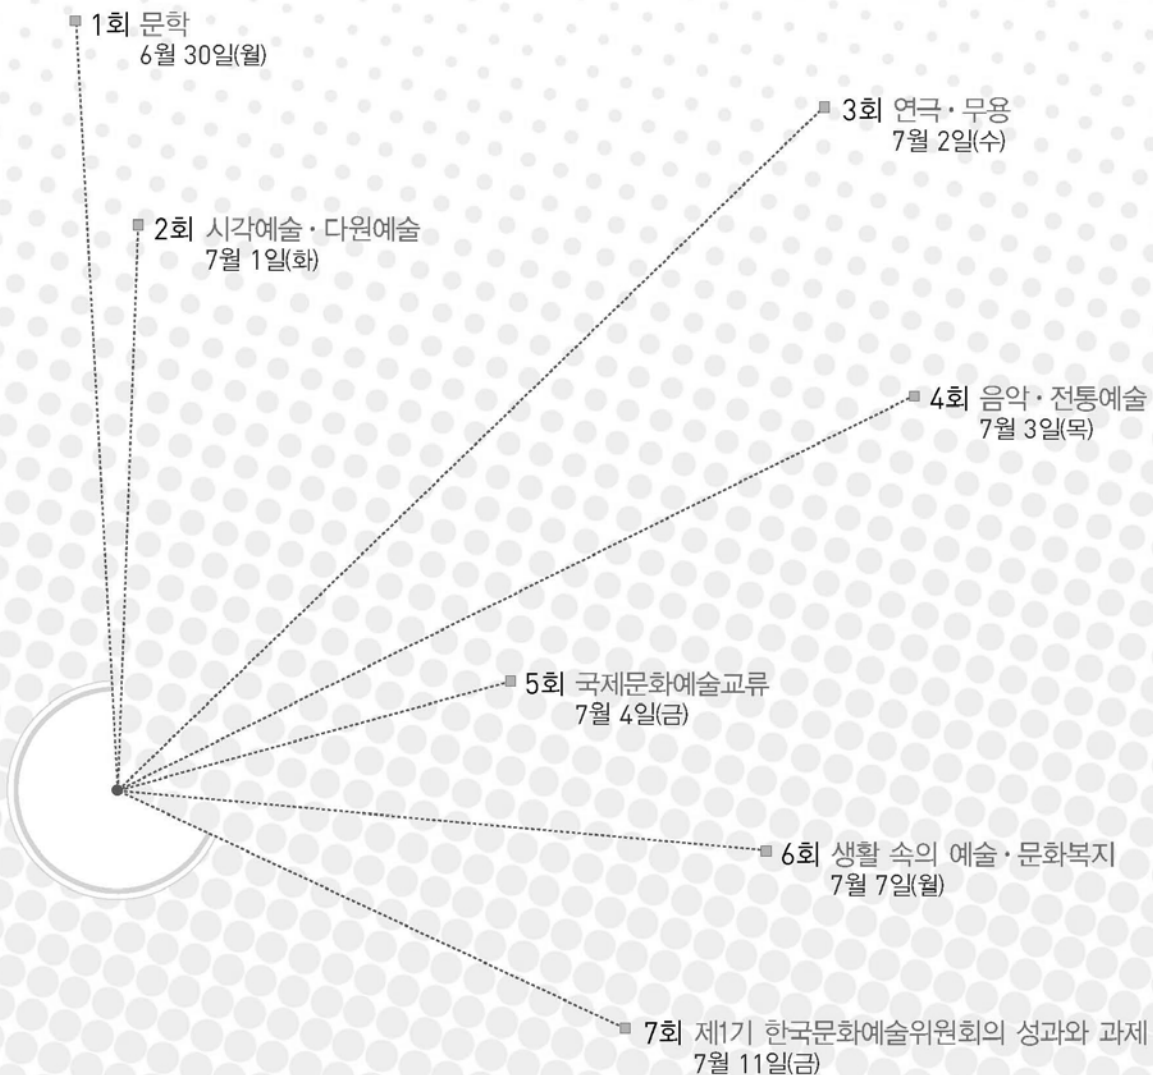 1회 문학
6월 30일(월)
3회 연극·무용
7월 2일(수)
2회 시각예술·다원예술
7월 1일(화)
4회 음악·전통예술
7월 3일(목)
5회 국제문화예술교류
7월 4일(금)
6회 생활 속의 예술·문화복지
7월 7일(월)
7회 제1기 한국문화예술위원회의 성과와 과제
7월 11일(금)